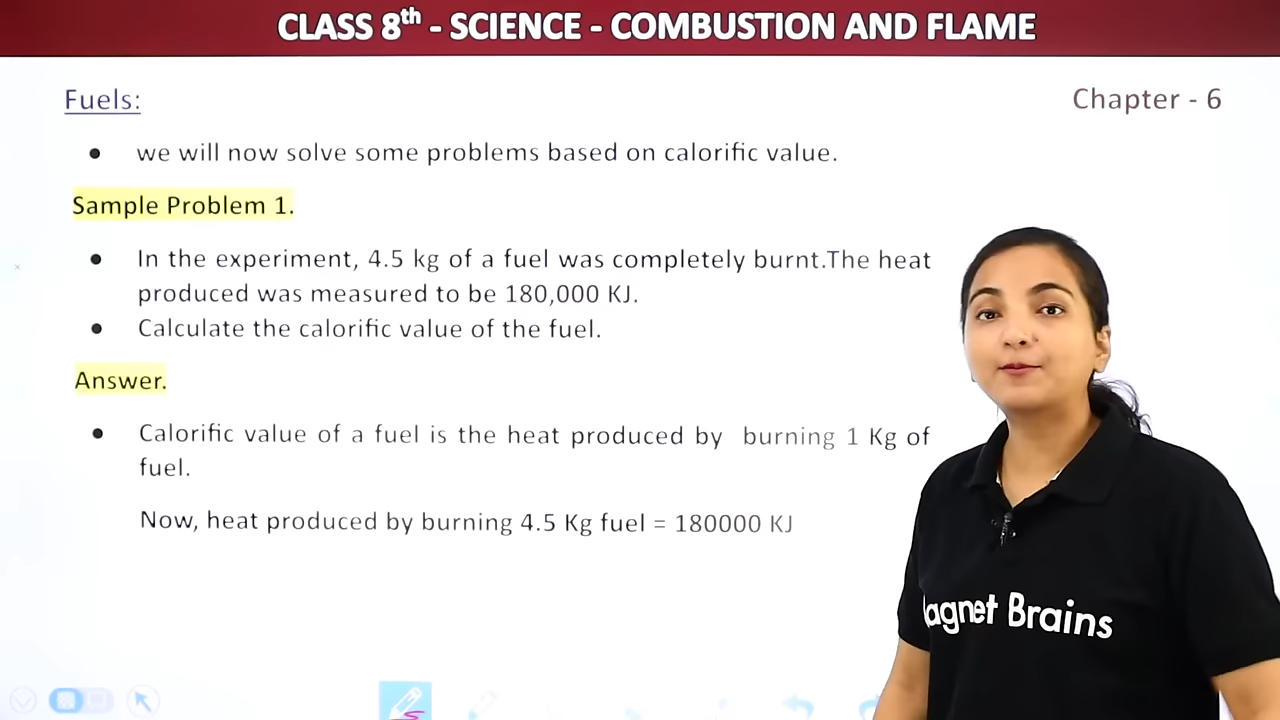 CLASS 8th - SCIENCE - COMBUSTION AND FLAME
Fuels:
Chapter - 6
● we will now solve some problems based on calorific value.
Sample Problem 1.
● In the experiment, 4.5 kg of a fuel was completely burnt.The heat
produced was measured to be 180,000 KJ.
● Calculate the calorific value of the fuel.
Answer.
● Calorific value of a fuel is the heat produced by burning 1 Kg of
fuel.
Now, heat produced by burning 4.5 Kg fuel = 180000 KJ
agnet Brains